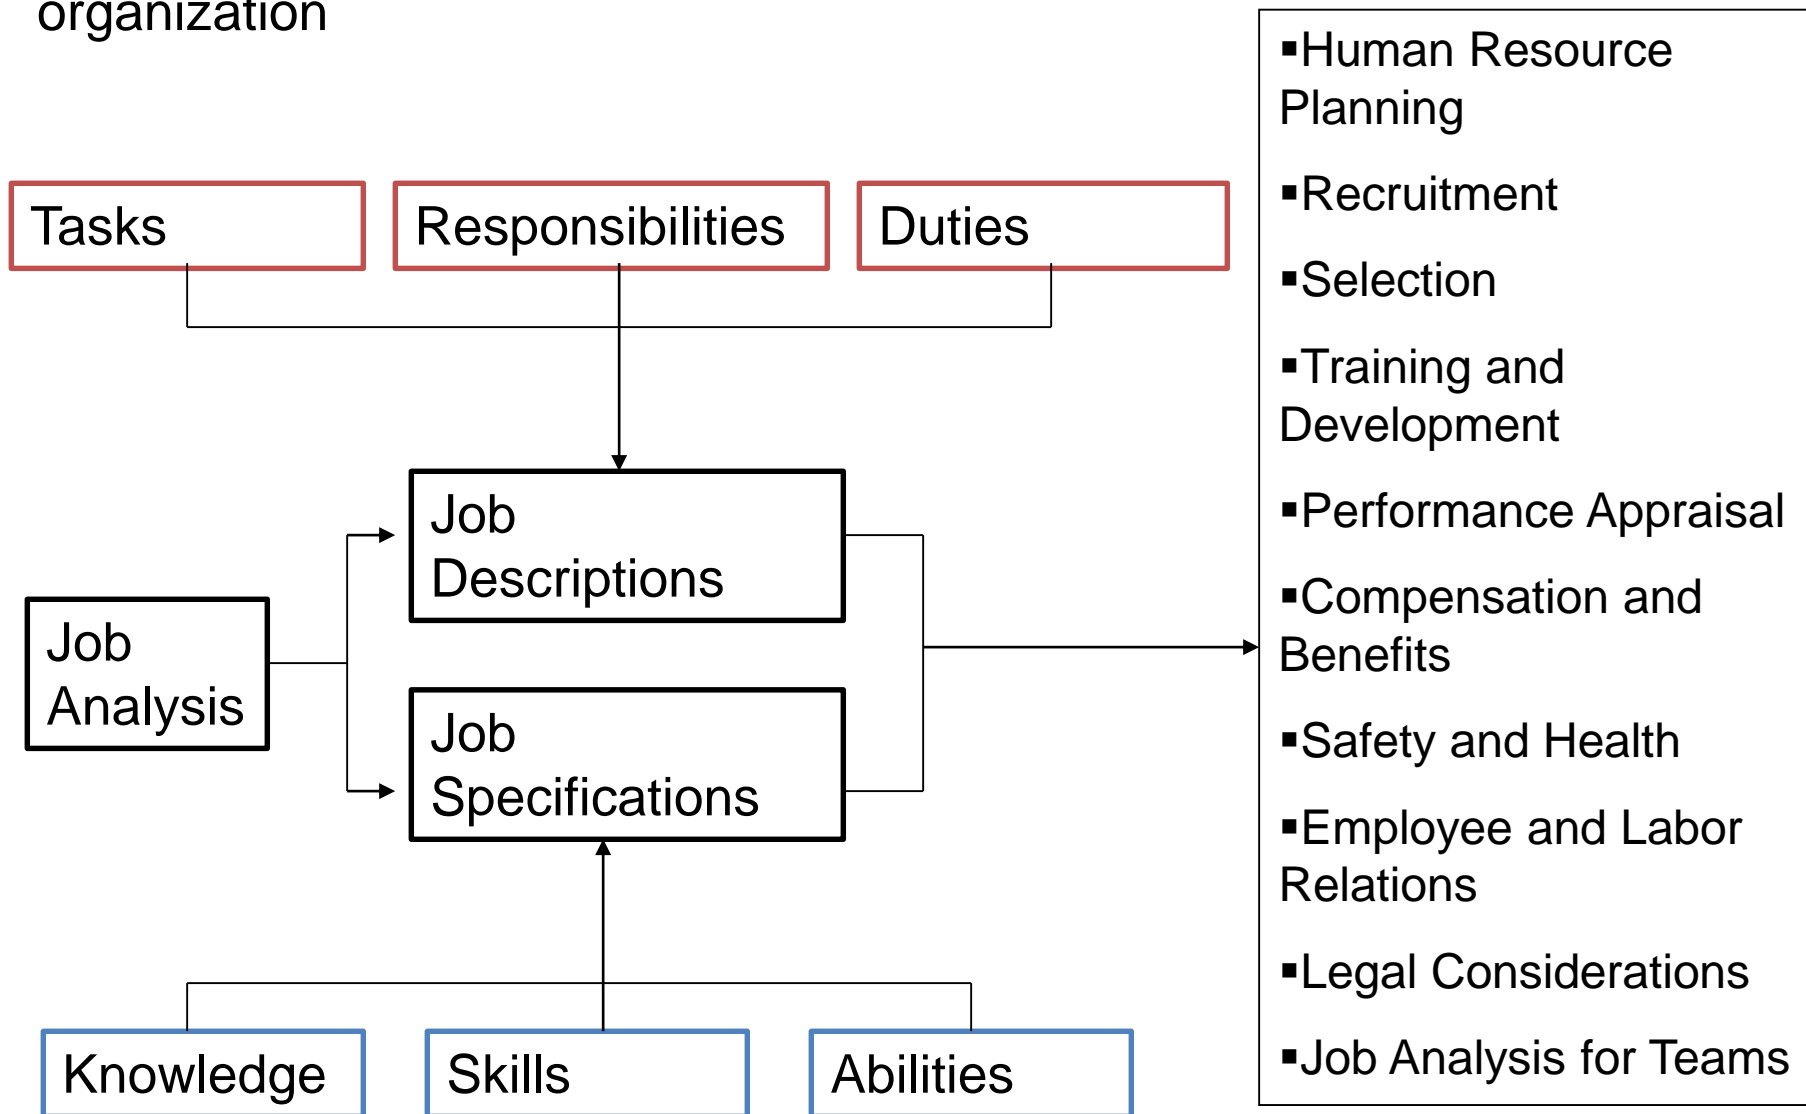 organization
Tasks
Responsibilities
Duties
Job
Descriptions
Job
Analysis
Job
Specifications
Knowledge
Skills
Abilities
▪Human Resource
Planning
▪Recruitment
▪Selection
▪Training and
Development
▪Performance Appraisal
▪Compensation and
Benefits
▪Safety and Health
▪Employee and Labor
Relations
▪Legal Considerations
▪Job Analysis for Teams